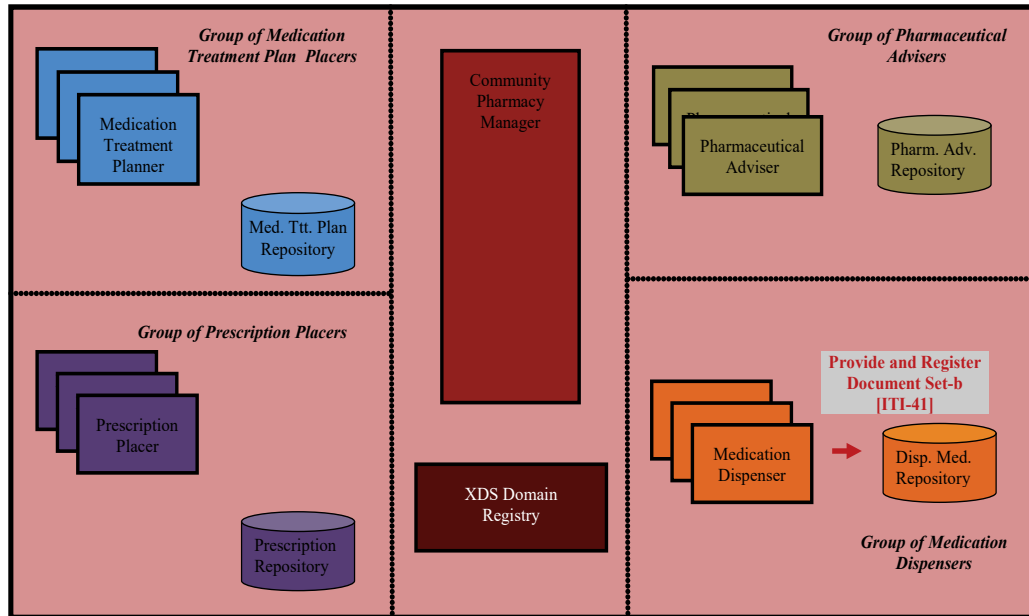 Group of Medication
Treatment Plan Placers
Medication
Treatment
Planner
Med. Ttt. Plan
Repository
Group of Prescription Placers
Prescription
Placer
Prescription
Repository
Community
Pharmacy
Manager
XDS Domain
Registry
Group of Pharmaceutical
Advisers
Pharmaceutical
Adviser
Pharm. Adv.
Repository
Provide and Register
Document Set-b
[ITI-41]
Medication
Dispenser
Disp. Med.
Repository
Group of Medication
Dispensers